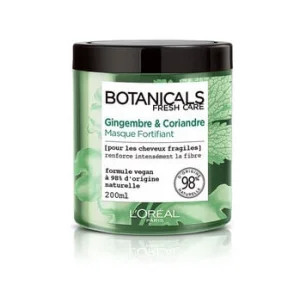 BOTANICALS
FRESH CARE
Gingembre & Coriandre
Masque Fortifiant
[pour les cheveux fragiles]
renforce intensément la fibre
formule vegan
à 98% d'origine
naturelle
200ml
98%
L'ORÉAL
PARIS